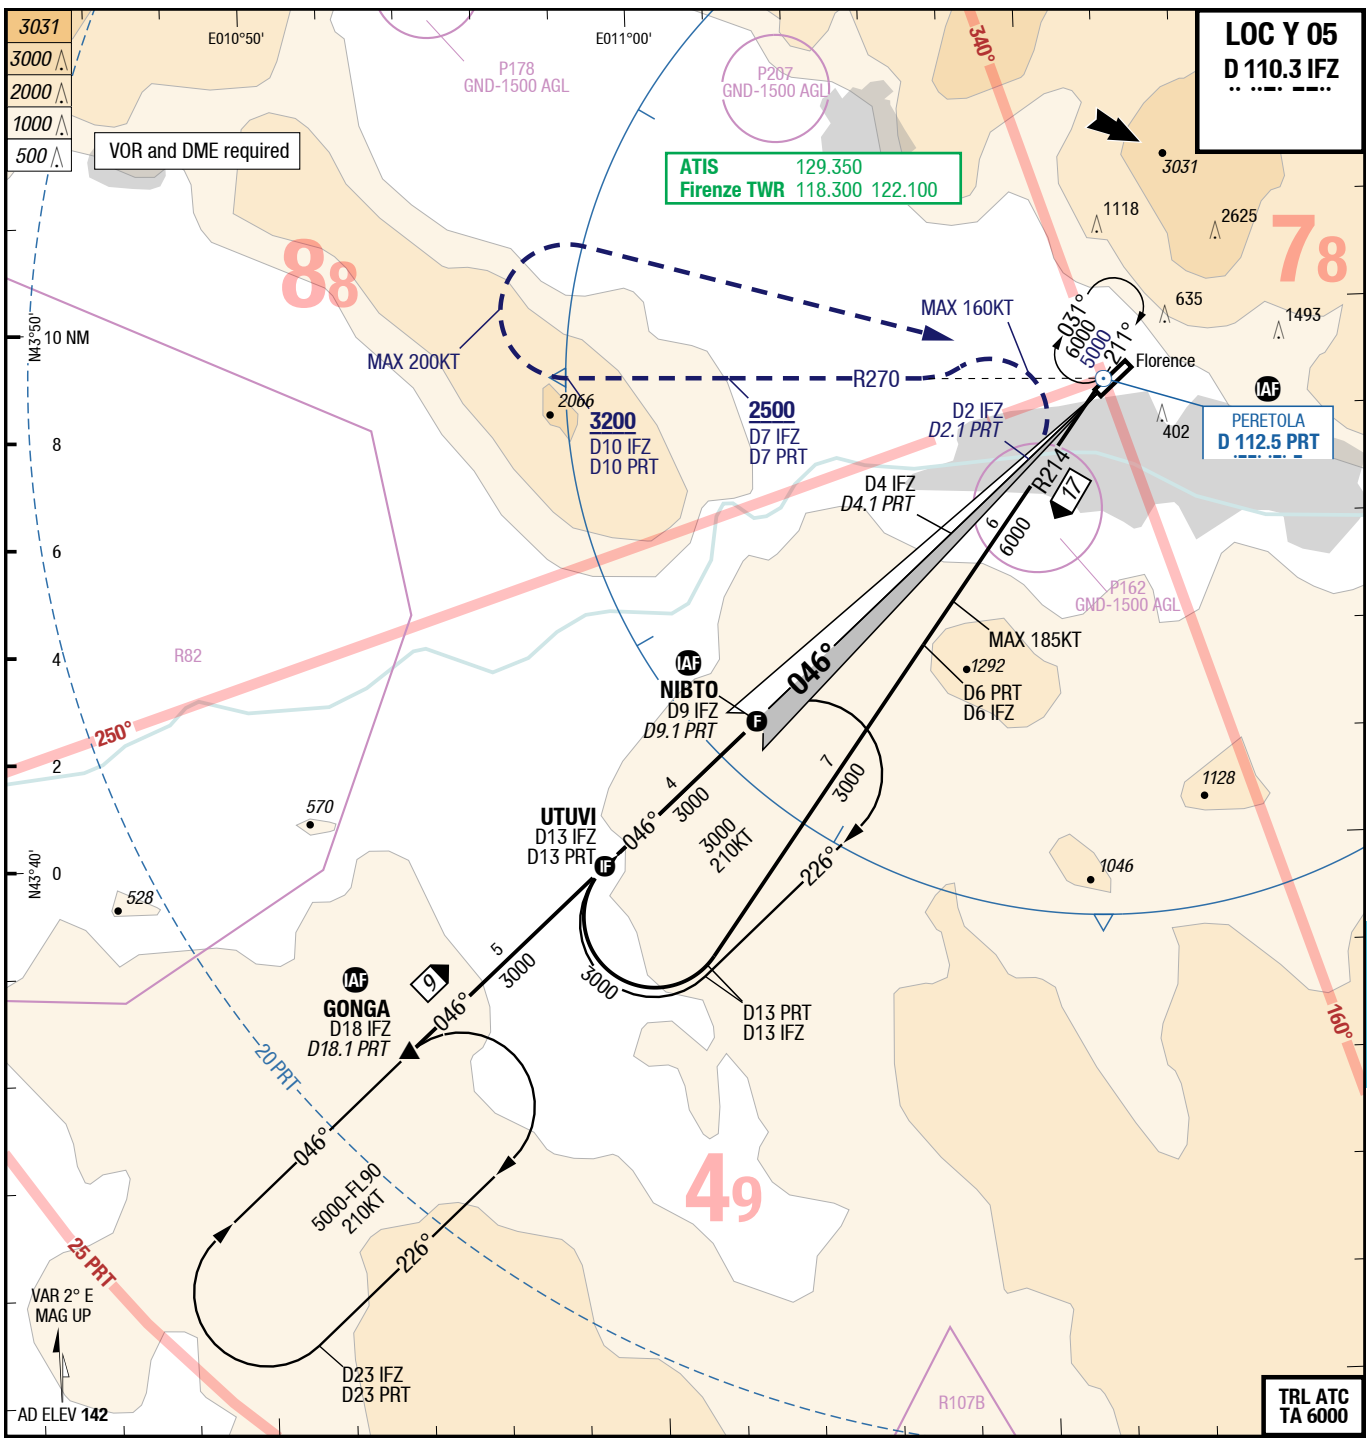 3031
3000
2000
1000
500
E010°50'
E011°00'
LOC Y 05
D 110.3 IFZ
VOR and DME required
P178
GND-1500 AGL
P207
GND-1500 AGL
ATIS 129.350
Firenze TWR 118.300 122.100
340°
3031
1118
2625
78
88
635
1493
N43°50'
10 NM
MAX 200KT
MAX 160KT
031°
6000
5000
211°
Florence
IAF
R270
2066
3200
D10 IFZ
D10 PRT
2500
D7 IFZ
D7 PRT
D2 IFZ
D2.1 PRT
402
PERETOLA
D 112.5 PRT
8
D4 IFZ
D4.1 PRT
R214
17
6
6000
6
P162
GND-1500 AGL
MAX 185KT
1292
D6 PRT
D6 IFZ
4
R82
IAF
NIBTO
D9 IFZ
D9.1 PRT
F
046°
250°
2
7
3000
1128
570
4
3000
UTUVI
D13 IFZ
D13 PRT
IF
046°
3000
210KT
226°
1046
N43°40'
0
528
5
3000
3000
IAF
GONGA
D18 IFZ
D18.1 PRT
9
046°
D13 PRT
D13 IFZ
160°
20 PRT
046°
5000-FL90
210KT
226°
49
25 PRT
VAR 2° E
MAG UP
D23 IFZ
D23 PRT
R107B
AD ELEV 142
TRL ATC
TA 6000